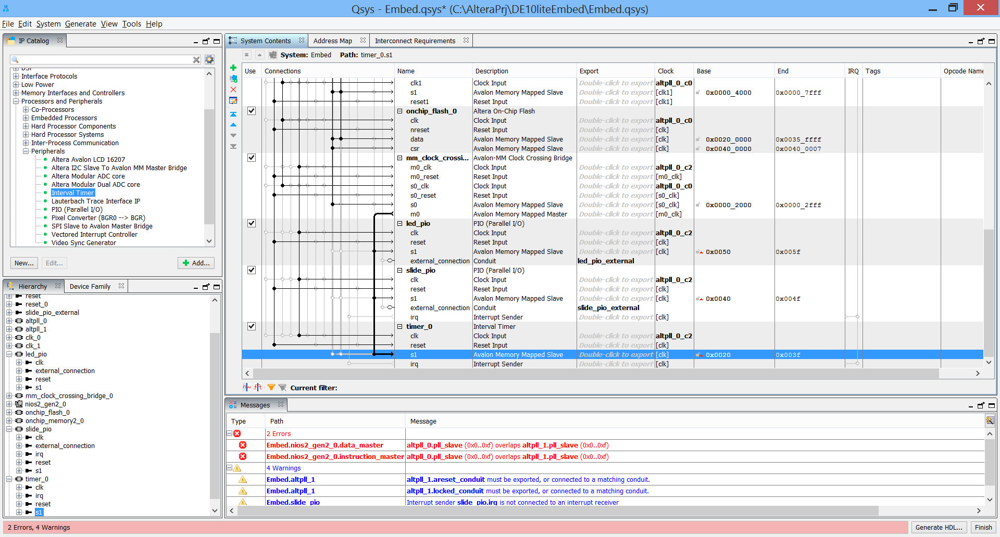 Qsys - Embed.qsys* (C:\AlteraPrj\DE10liteEmbed\Embed.qsys)
File Edit System Generate View Tools Help
IP Catalog
DSP
Interface Protocols
Low Power
Memory Interfaces and Controllers
Processors and Peripherals
Co-Processors
Embedded Processors
Hard Processor Components
Hard Processor Systems
Inter-Process Communication
Peripherals
Altera Avalon LCD 16207
Altera I2C Slave To Avalon MM Master Bridge
Altera Modular ADC core
Altera Modular Dual ADC core
Interval Timer
Lauterbach Trace Interface IP
PIO (Parallel I/O)
Pixel Converter (BGR0 --> BGR)
SPI Slave to Avalon Master Bridge
Vectored Interrupt Controller
Video Sync Generator
New... Edit... Add...
Hierarchy Device Family
reset
reset_0
slide_pio_external
altpll_0
altpll_1
clk_0
clk_1
led_pio
clk
external_connection
reset
s1
mm_clock_crossing_bridge_0
nios2_gen2_0
onchip_flash_0
onchip_memory2_0
slide_pio
clk
external_connection
irq
reset
s1
timer_0
clk
irq
reset
s1
System Contents Address Map Interconnect Requirements
System: Embed Path: timer_0.s1
Use Connections Name Description Export Clock Base End IRQ Tags Opcode Name
clk1 Clock Input Double-click to export altpll_0_c0
s1 Avalon Memory Mapped Slave Double-click to export [clk1] 0x0000_4000 0x0000_7fff
reset1 Reset Input Double-click to export [clk1]
onchip_flash_0 Altera On-Chip Flash
clk Clock Input Double-click to export altpll_0_c0
nreset Reset Input Double-click to export [clk]
data Avalon Memory Mapped Slave Double-click to export [clk] 0x0020_0000 0x0035_ffff
csr Avalon Memory Mapped Slave Double-click to export [clk] 0x0040_0000 0x0040_0007
mm_clock_crossi... Avalon-MM Clock Crossing Bridge
m0_clk Clock Input Double-click to export altpll_0_c2
m0_reset Reset Input Double-click to export [m0_clk]
s0_clk Clock Input Double-click to export altpll_0_c0
s0_reset Reset Input Double-click to export [s0_clk]
s0 Avalon Memory Mapped Slave Double-click to export [s0_clk] 0x0000_2000 0x0000_2fff
m0 Avalon Memory Mapped Master Double-click to export [m0_clk]
led_pio PIO (Parallel I/O)
clk Clock Input Double-click to export altpll_0_c2
reset Reset Input Double-click to export [clk]
s1 Avalon Memory Mapped Slave Double-click to export [clk] 0x0050 0x005f
external_connection Conduit led_pio_external
slide_pio PIO (Parallel I/O)
clk Clock Input Double-click to export altpll_0_c2
reset Reset Input Double-click to export [clk]
s1 Avalon Memory Mapped Slave Double-click to export [clk] 0x0040 0x004f
external_connection Conduit slide_pio_external
irq Interrupt Sender Double-click to export [clk]
timer_0 Interval Timer
clk Clock Input Double-click to export altpll_0_c2
reset Reset Input Double-click to export [clk]
s1 Avalon Memory Mapped Slave Double-click to export [clk] 0x0020 0x003f
irq Interrupt Sender Double-click to export [clk]
Current filter:
Messages
Type Path Message
2 Errors
Embed.nios2_gen2_0.data_master altpll_0.pll_slave (0x0..0xf) overlaps altpll_1.pll_slave (0x0..0xf)
Embed.nios2_gen2_0.instruction_master altpll_0.pll_slave (0x0..0xf) overlaps altpll_1.pll_slave (0x0..0xf)
4 Warnings
Embed.altpll_1 altpll_1.areset_conduit must be exported, or connected to a matching conduit.
Embed.altpll_1 altpll_1.locked_conduit must be exported, or connected to a matching conduit.
Embed.slide_pio Interrupt sender slide_pio.irq is not connected to an interrupt receiver
2 Errors, 4 Warnings
Generate HDL... Finish